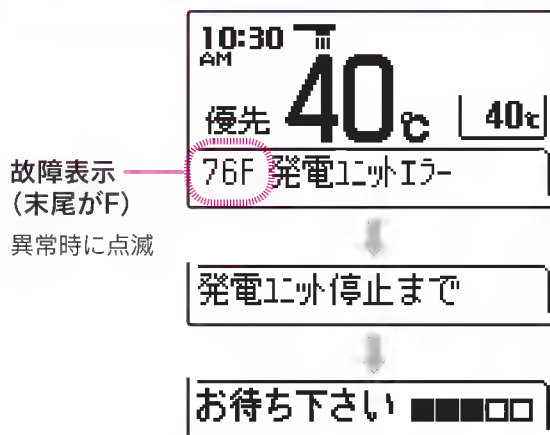 10:30
AM
優先 40℃ 40℃
故障表示
(末尾がF)
異常時に点滅
76F 発電ユニットエラー
発電ユニット停止まで
お待ち下さい ■■■□□